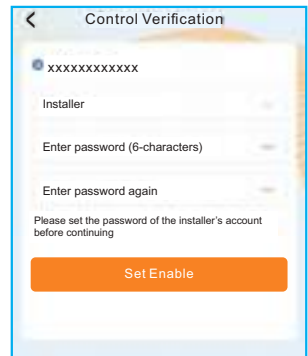 Control Verification
xxxxxxxxxxxx
Installer
Enter password (6-characters)
Enter password again
Please set the password of the installer's account
before continuing
Set Enable